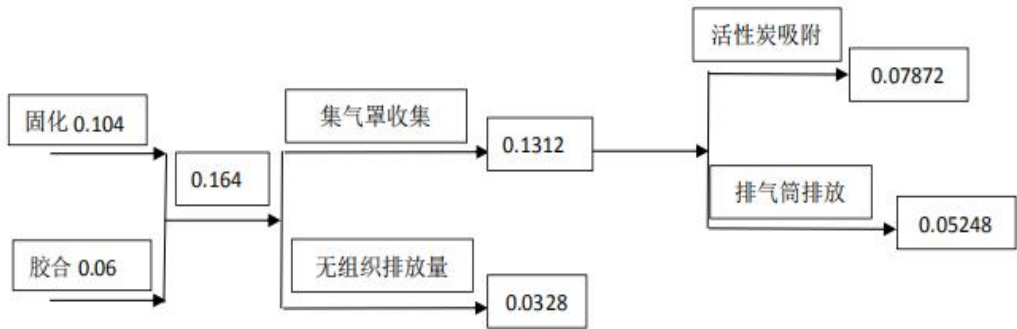 活性炭吸附
0.07872
固化 0.104
集气罩收集
0.1312
0.164
排气筒排放
0.05248
胶合 0.06
无组织排放量
0.0328